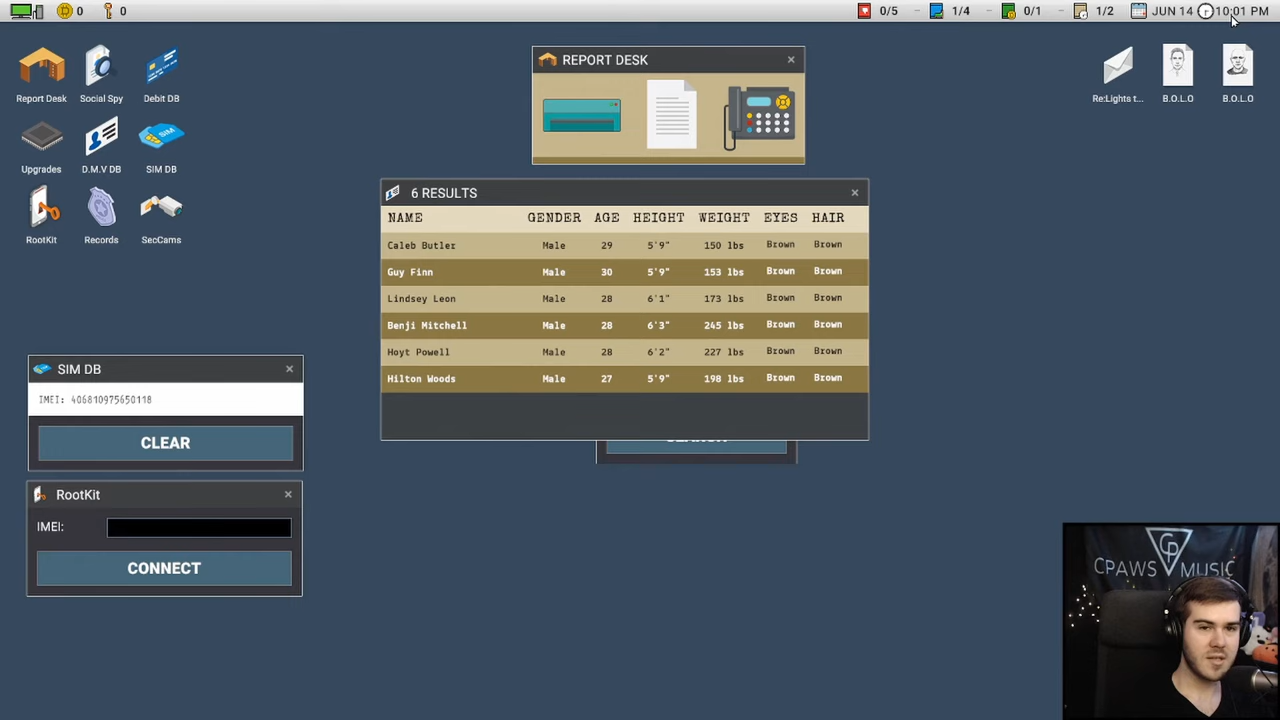 0 0 0/5 1/4 0/1 1/2 JUN 14 10:01 PM
Report Desk Social Spy Debit DB
Upgrades D.M.V DB SIM DB
RootKit Records SecCams
Re:Lights t... B.O.L.O B.O.L.O
REPORT DESK
6 RESULTS
NAME GENDER AGE HEIGHT WEIGHT EYES HAIR
Caleb Butler Male 29 5'9" 150 lbs Brown Brown
Guy Finn Male 30 5'9" 153 lbs Brown Brown
Lindsey Leon Male 28 6'1" 173 lbs Brown Brown
Benji Mitchell Male 28 6'3" 245 lbs Brown Brown
Hoyt Powell Male 28 6'2" 227 lbs Brown Brown
Hilton Woods Male 27 5'9" 198 lbs Brown Brown
SIM DB
IMEI: 406810975650118
CLEAR
RootKit
IMEI:
CONNECT
CPAWS MUSIC